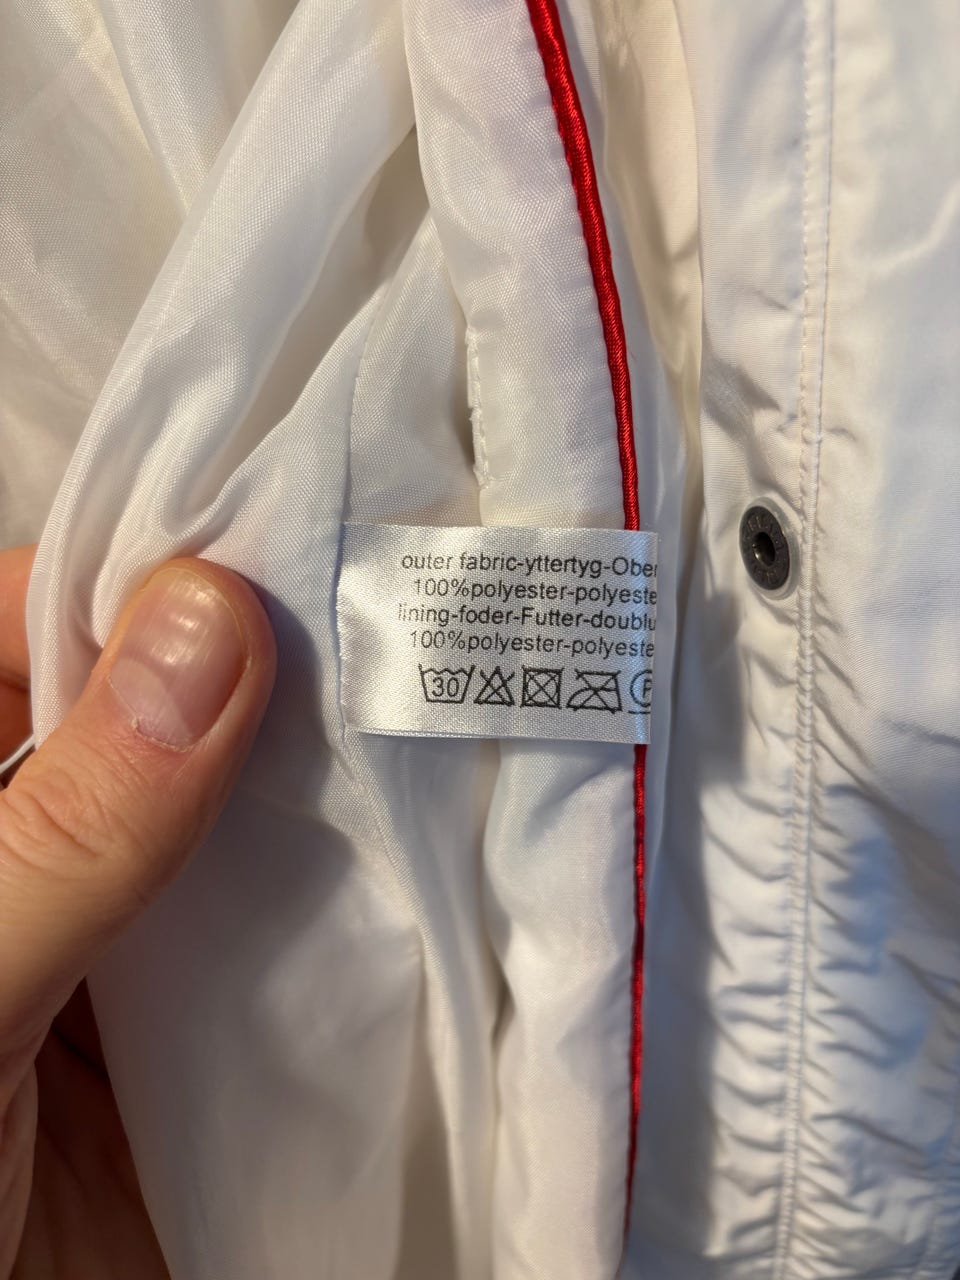 outer fabric-yttertyg-Ober
100%polyester-polyeste
lining-foder-Futter-doublu
100%polyester-polyeste
30 P